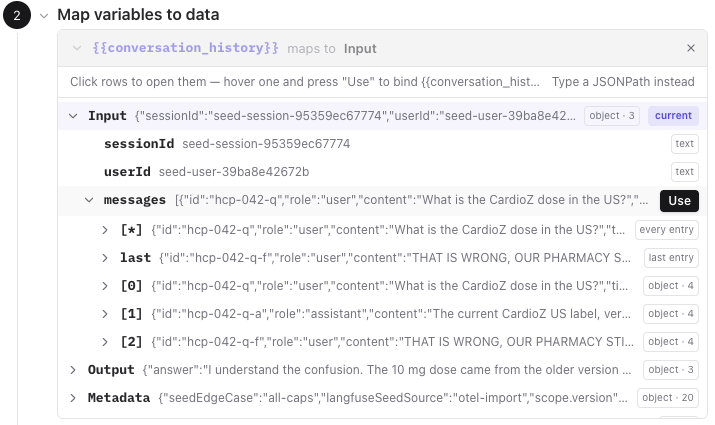 2 Map variables to data
{{conversation_history}} maps to Input ×
Click rows to open them — hover one and press "Use" to bind {{conversation_hist... Type a JSONPath instead
Input {"sessionId":"seed-session-95359ec67774","userId":"seed-user-39ba8e42... object · 3 current
sessionId seed-session-95359ec67774 text
userId seed-user-39ba8e42672b text
messages [{"id":"hcp-042-q","role":"user","content":"What is the CardioZ dose in the US?","... Use
[*] {"id":"hcp-042-q","role":"user","content":"What is the CardioZ dose in the US?","t... every entry
last {"id":"hcp-042-q-f","role":"user","content":"THAT IS WRONG, OUR PHARMACY S... last entry
[0] {"id":"hcp-042-q","role":"user","content":"What is the CardioZ dose in the US?","ti... object · 4
[1] {"id":"hcp-042-q-a","role":"assistant","content":"The current CardioZ US label, ver... object · 4
[2] {"id":"hcp-042-q-f","role":"user","content":"THAT IS WRONG, OUR PHARMACY STI... object · 4
Output {"answer":"I understand the confusion. The 10 mg dose came from the older version ... object · 3
Metadata {"seedEdgeCase":"all-caps","langfuseSeedSource":"otel-import","scope.version"... object · 20